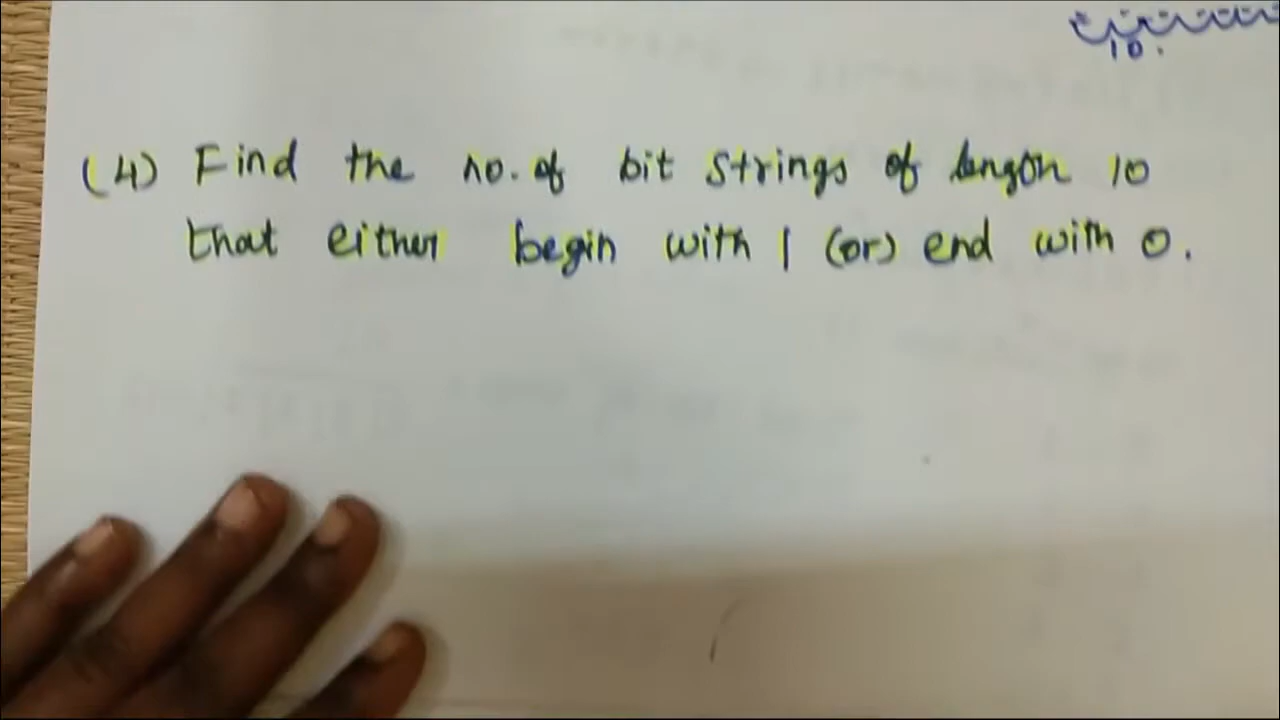 10.
(4) Find the no. of bit strings of length 10
that either begin with 1 (or) end with 0.